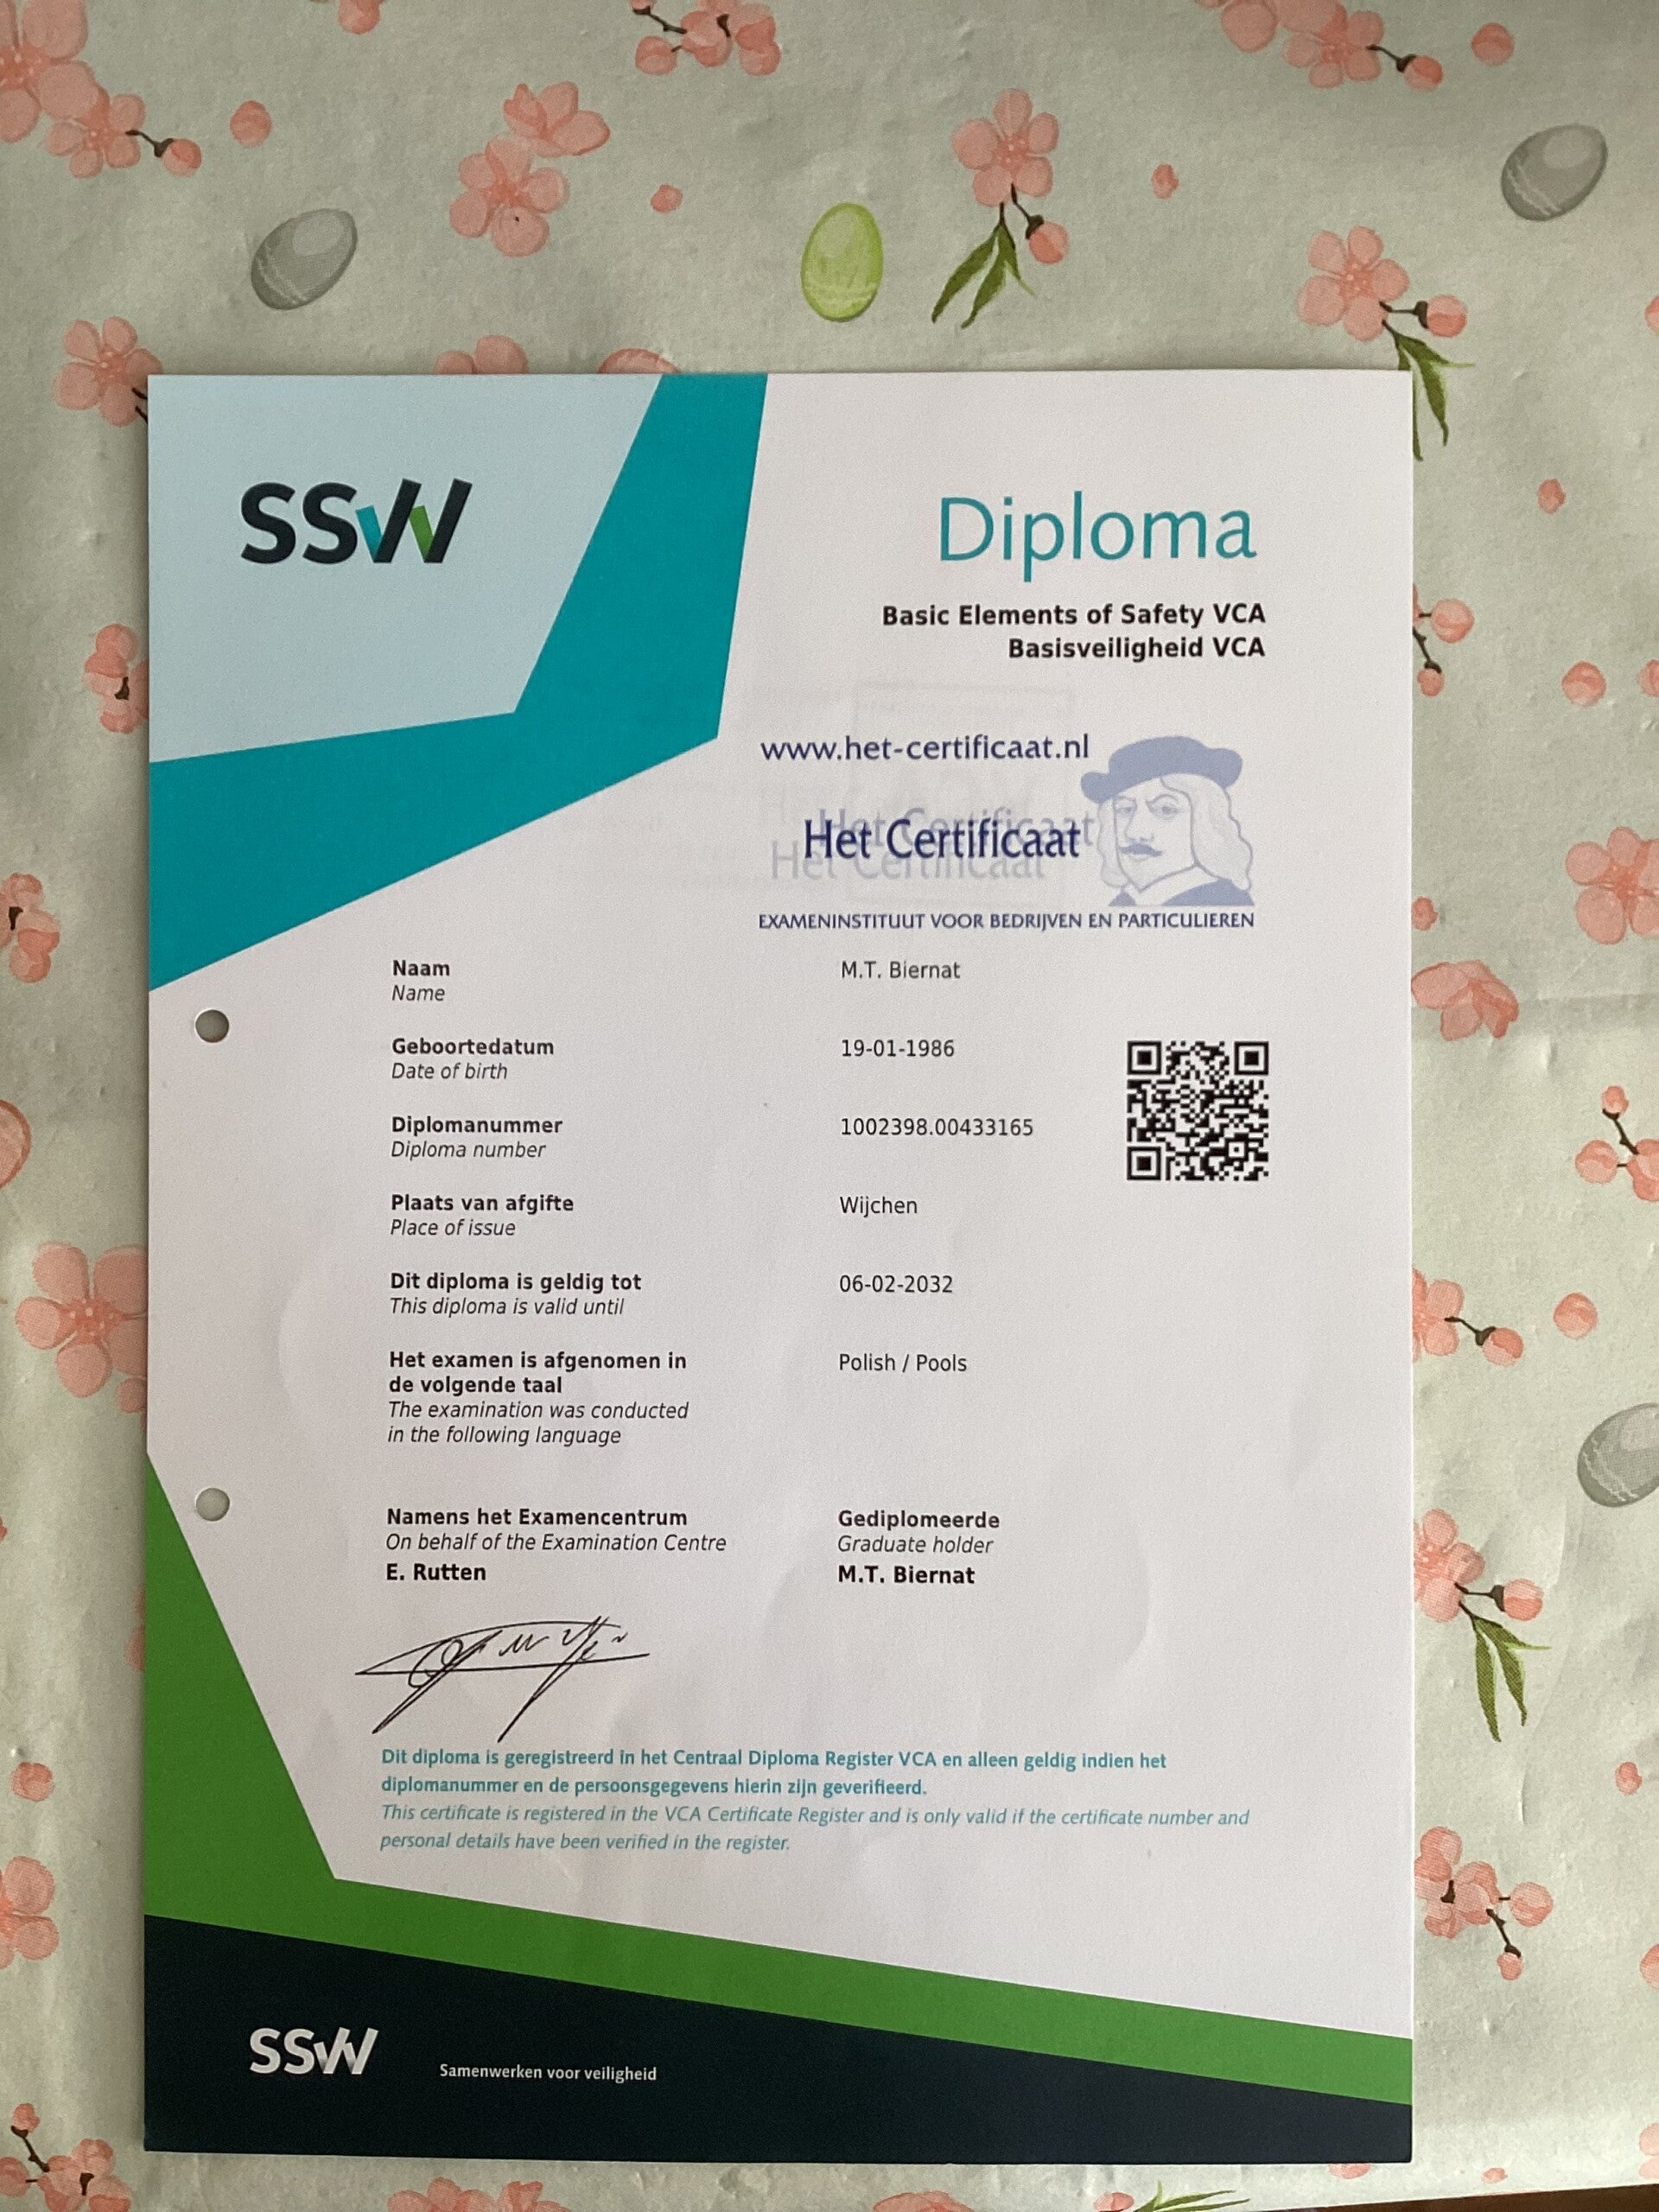 SSVV
Diploma
Basic Elements of Safety VCA
Basisveiligheid VCA
www.het-certificaat.nl
Het Certificaat
EXAMENINSTITUUT VOOR BEDRIJVEN EN PARTICULIEREN
Naam M.T. Biernat
Name
Geboortedatum 19-01-1986
Date of birth
Diplomanummer 1002398.00433165
Diploma number
Plaats van afgifte Wijchen
Place of issue
Dit diploma is geldig tot 06-02-2032
This diploma is valid until
Het examen is afgenomen in Polish / Pools
de volgende taal
The examination was conducted
in the following language
Namens het Examencentrum Gediplomeerde
On behalf of the Examination Centre Graduate holder
E. Rutten M.T. Biernat
Dit diploma is geregistreerd in het Centraal Diploma Register VCA en alleen geldig indien het
diplomanummer en de persoonsgegevens hierin zijn geverifieerd.
This certificate is registered in the VCA Certificate Register and is only valid if the certificate number and
personal details have been verified in the register.
SSVV Samenwerken voor veiligheid